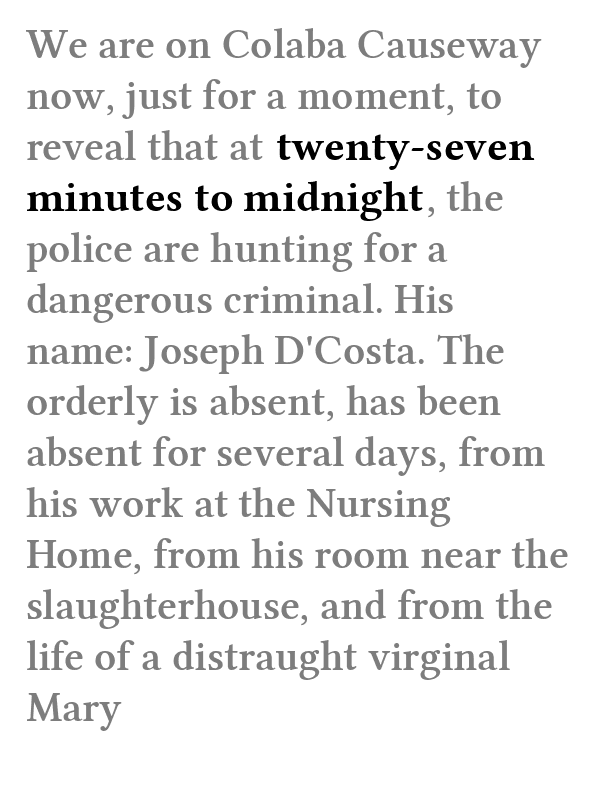 We are on Colaba Causeway
now, just for a moment, to
reveal that at twenty-seven
minutes to midnight, the
police are hunting for a
dangerous criminal. His
name: Joseph D'Costa. The
orderly is absent, has been
absent for several days, from
his work at the Nursing
Home, from his room near the
slaughterhouse, and from the
life of a distraught virginal
Mary